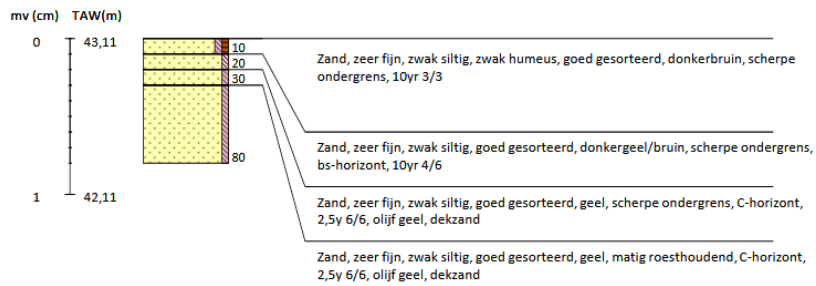 mv (cm) TAW(m)
0 43,11
10
20
30
80
1 42,11
Zand, zeer fijn, zwak siltig, zwak humeus, goed gesorteerd, donkerbruin, scherpe
ondergrens, 10yr 3/3
Zand, zeer fijn, zwak siltig, goed gesorteerd, donkergeel/bruin, scherpe ondergrens,
bs-horizont, 10yr 4/6
Zand, zeer fijn, zwak siltig, goed gesorteerd, geel, scherpe ondergrens, C-horizont,
2,5y 6/6, olijf geel, dekzand
Zand, zeer fijn, zwak siltig, goed gesorteerd, geel, matig roesthoudend, C-horizont,
2,5y 6/6, olijf geel, dekzand